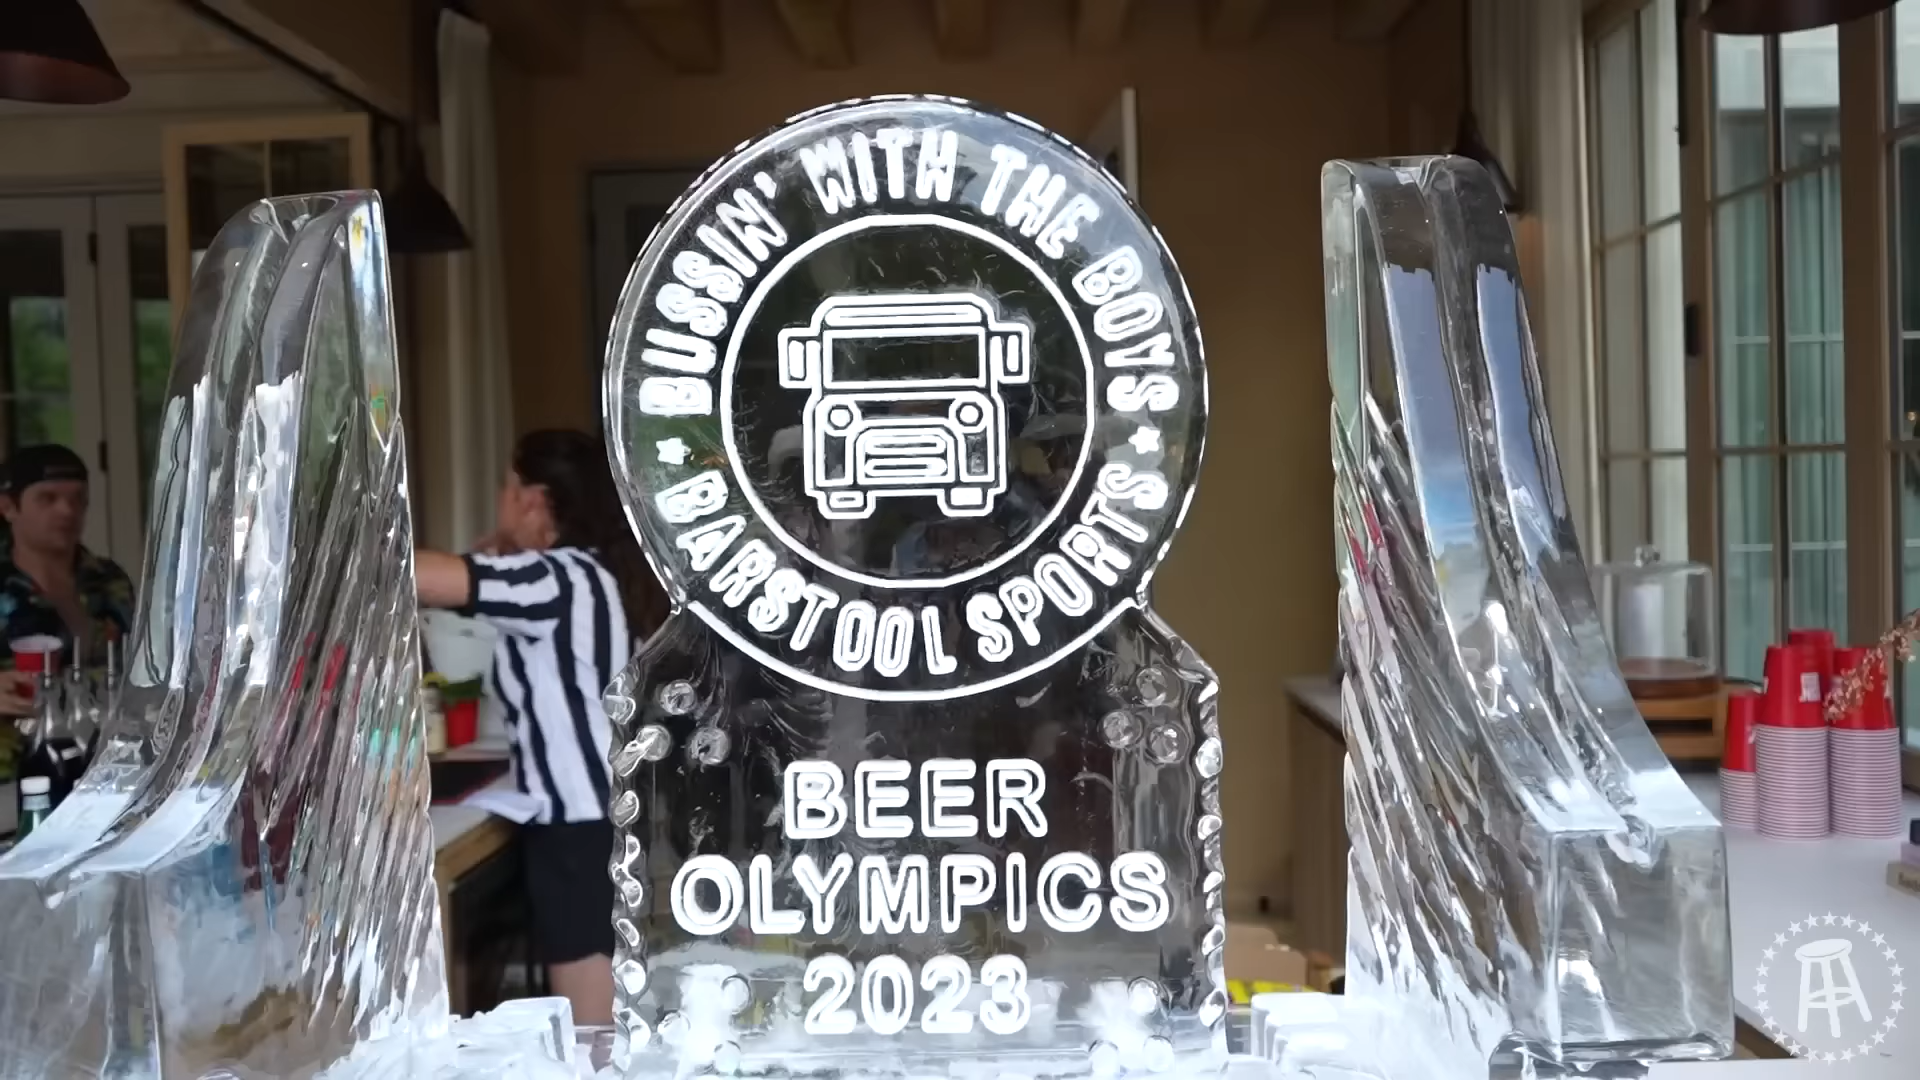 BUSSIN' WITH THE BOYS
BARSTOOL SPORTS
BEER
OLYMPICS
2023